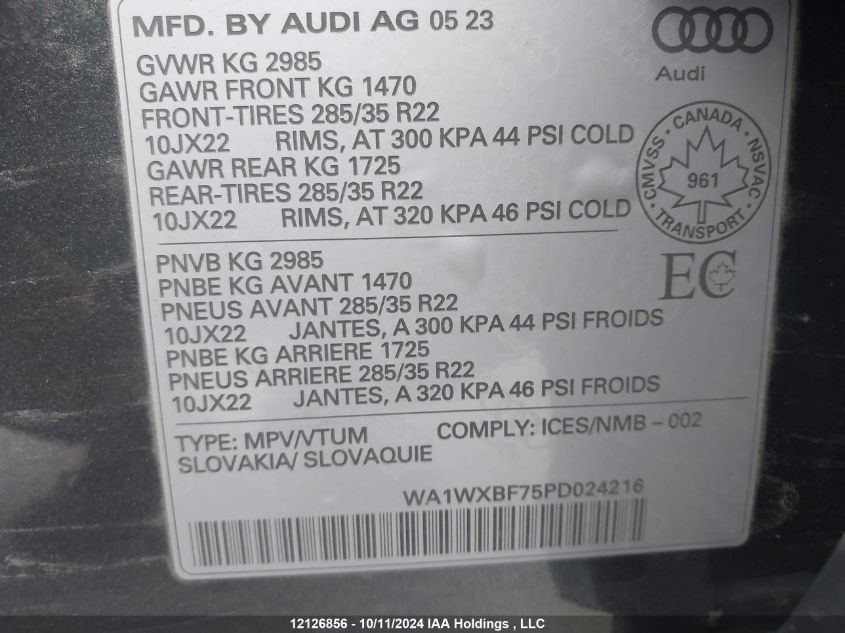 MFD. BY AUDI AG 05 23
GVWR KG 2985
GAWR FRONT KG 1470
FRONT-TIRES 285/35 R22
10JX22 RIMS, AT 300 KPA 44 PSI COLD
GAWR REAR KG 1725
REAR-TIRES 285/35 R22
10JX22 RIMS, AT 320 KPA 46 PSI COLD
Audi
CANADA
CMVSS NSVAC
961
TRANSPORT
PNVB KG 2985
PNBE KG AVANT 1470
PNEUS AVANT 285/35 R22
10JX22 JANTES, A 300 KPA 44 PSI FROIDS
PNBE KG ARRIERE 1725
PNEUS ARRIERE 285/35 R22
10JX22 JANTES, A 320 KPA 46 PSI FROIDS
EC
TYPE: MPV/VTUM COMPLY: ICES/NMB - 002
SLOVAKIA/ SLOVAQUIE
WA1WXBF75PD024216
12126856 - 10/11/2024 IAA Holdings , LLC